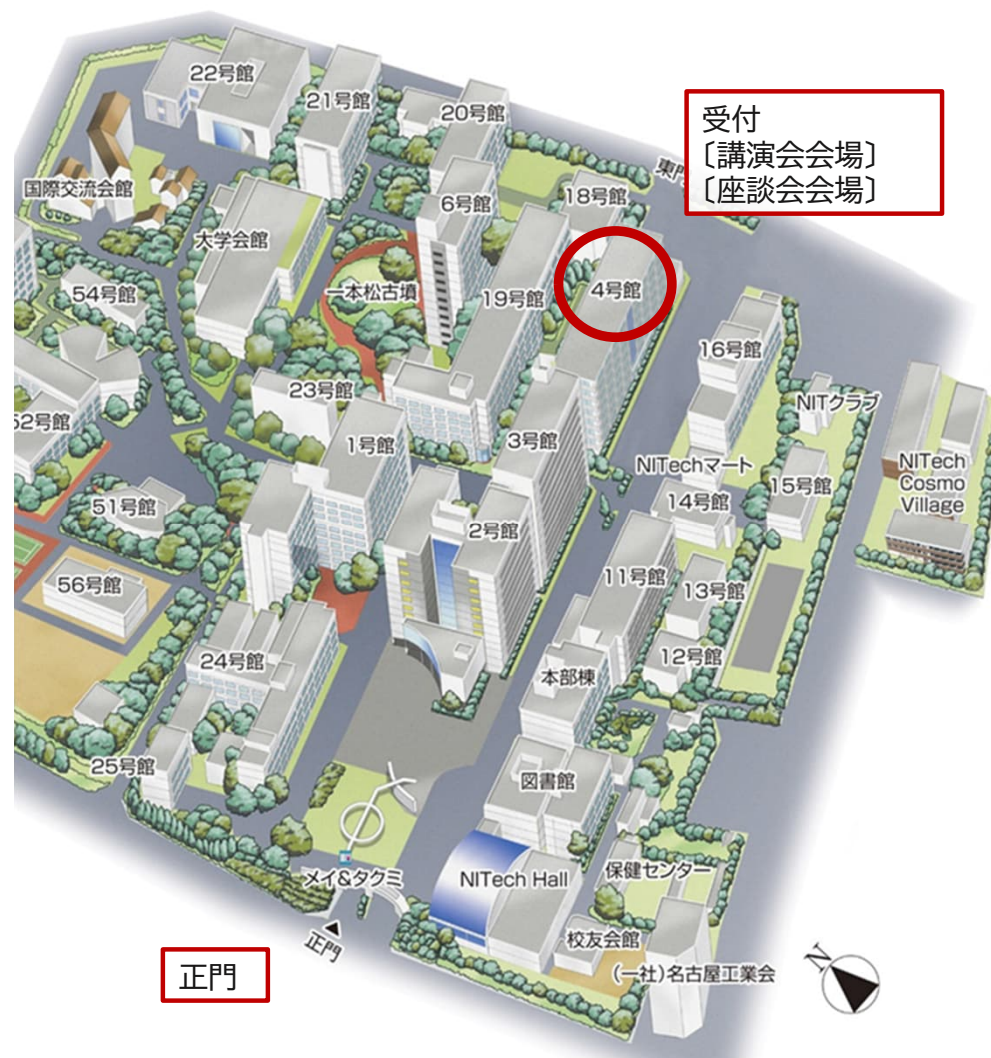 22号館
21号館
20号館
受付
〔講演会会場〕
〔座談会会場〕
東門
国際交流会館
6号館
18号館
大学会館
54号館
一本松古墳
19号館
4号館
16号館
23号館
NITクラブ
52号館
1号館
3号館
NITechマート
15号館
NITech
Cosmo
Village
51号館
14号館
2号館
56号館
11号館
13号館
24号館
12号館
本部棟
25号館
図書館
メイ&タクミ
NITech Hall
保健センター
正門
校友会館
(一社)名古屋工業会
正門
N